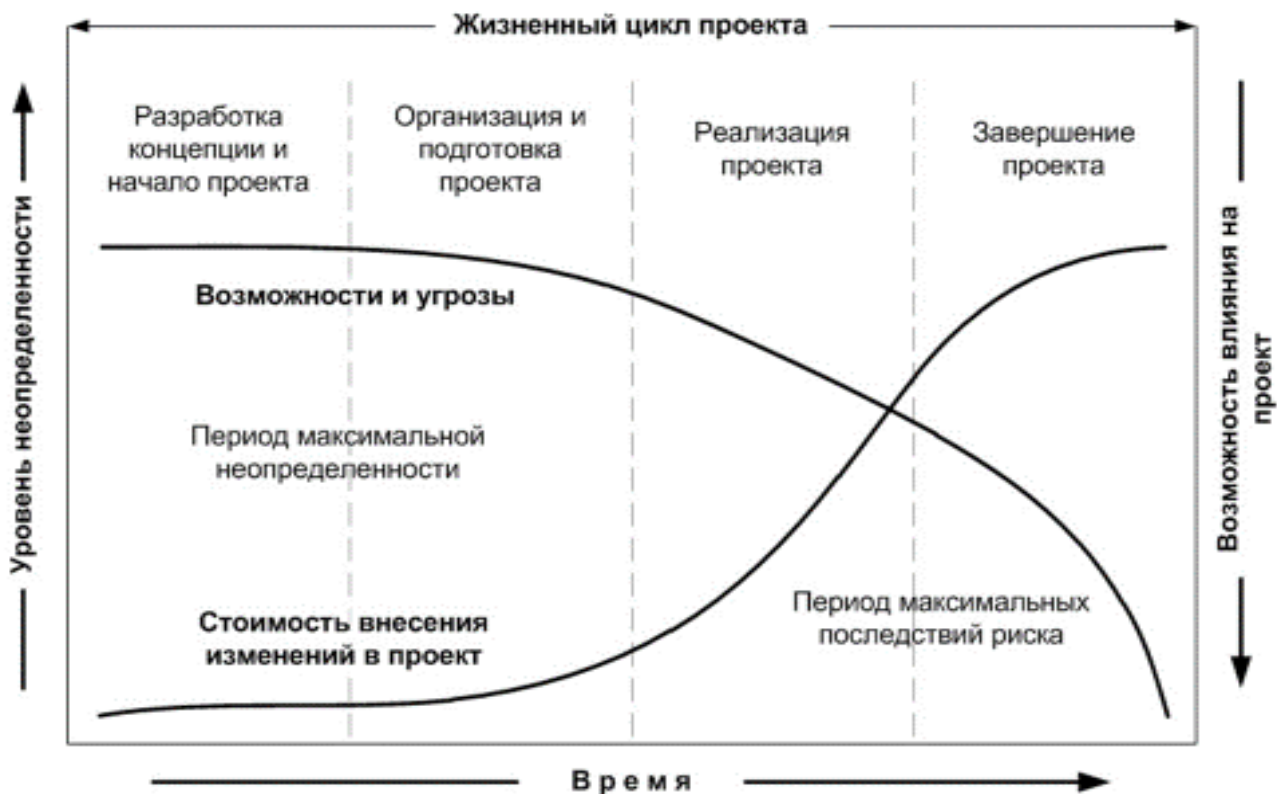 Жизненный цикл проекта
Разработка
концепции и
начало проекта
Организация и
подготовка
проекта
Реализация
проекта
Завершение
проекта
Уровень неопределенности
Возможности и угрозы
Период максимальной
неопределенности
Стоимость внесения
изменений в проект
Период максимальных
последствий риска
Возможность влияния на
проект
Время